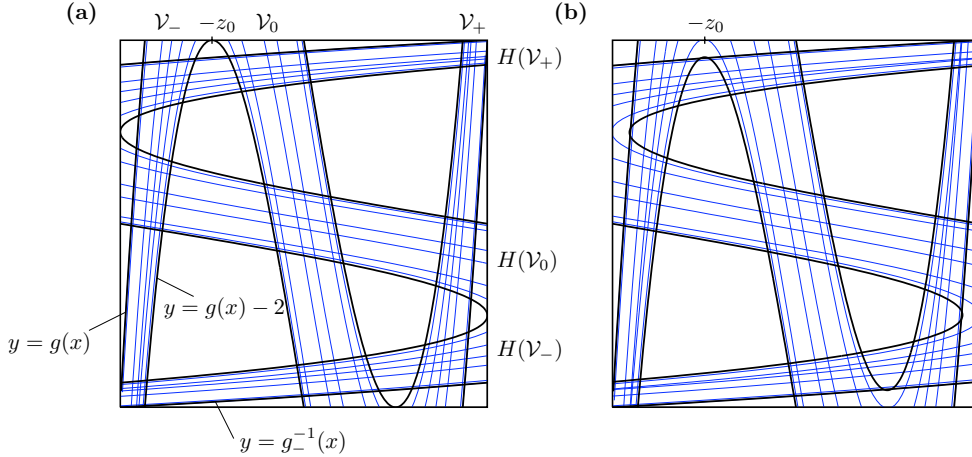 (a) 𝒱₋ −z₀ 𝒱₀ 𝒱₊ (b) −z₀
H(𝒱₊)
H(𝒱₀)
y = g(x) − 2
y = g(x)
H(𝒱₋)
y = g₋⁻¹(x)